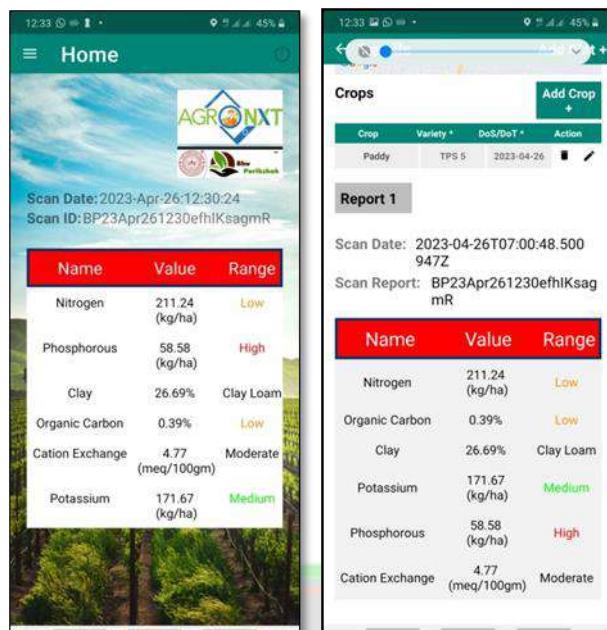 12:33
45%
Home
AGRONXT
Bhu
Parikshak
Scan Date: 2023-Apr-26:12:30:24
Scan ID: BP23Apr261230efhIKsagmR
Name Value Range
Nitrogen 211.24 (kg/ha) Low
Phosphorous 58.58 (kg/ha) High
Clay 26.69% Clay Loam
Organic Carbon 0.39% Low
Cation Exchange 4.77 (meq/100gm) Moderate
Potassium 171.67 (kg/ha) Medium
12:33
45%
Crops
Add Crop
+
Crop Variety * DoS/DoT * Action
Paddy TPS 5 2023-04-26
Report 1
Scan Date: 2023-04-26T07:00:48.500
947Z
Scan Report: BP23Apr261230efhIKsag
mR
Name Value Range
Nitrogen 211.24 (kg/ha) Low
Organic Carbon 0.39% Low
Clay 26.69% Clay Loam
Potassium 171.67 (kg/ha) Medium
Phosphorous 58.58 (kg/ha) High
Cation Exchange 4.77 (meq/100gm) Moderate